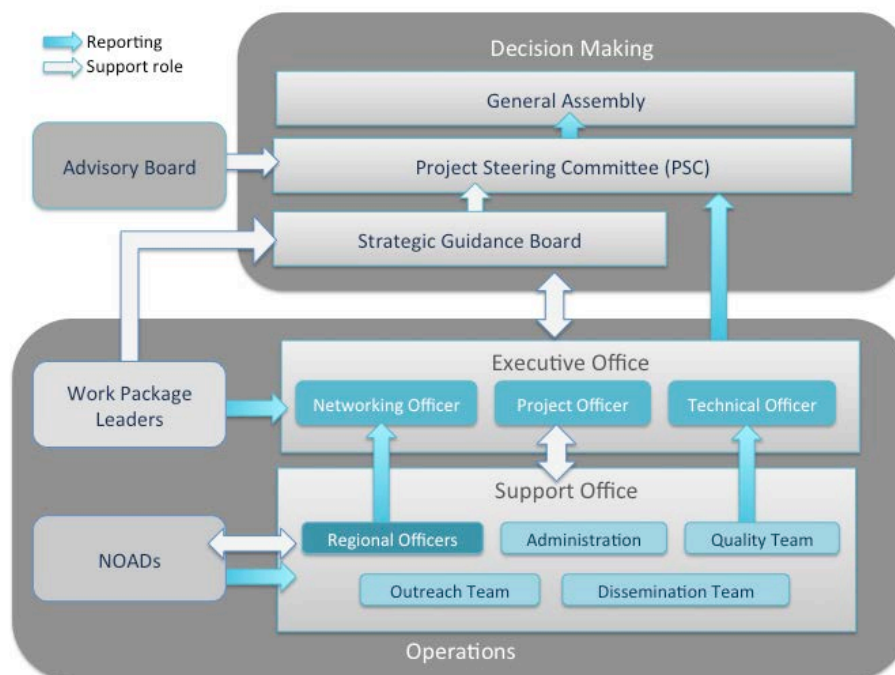 Reporting
Support role
Decision Making
General Assembly
Advisory Board
Project Steering Committee (PSC)
Strategic Guidance Board
Executive Office
Work Package
Leaders
Networking Officer
Project Officer
Technical Officer
Support Office
NOADs
Regional Officers
Administration
Quality Team
Outreach Team
Dissemination Team
Operations